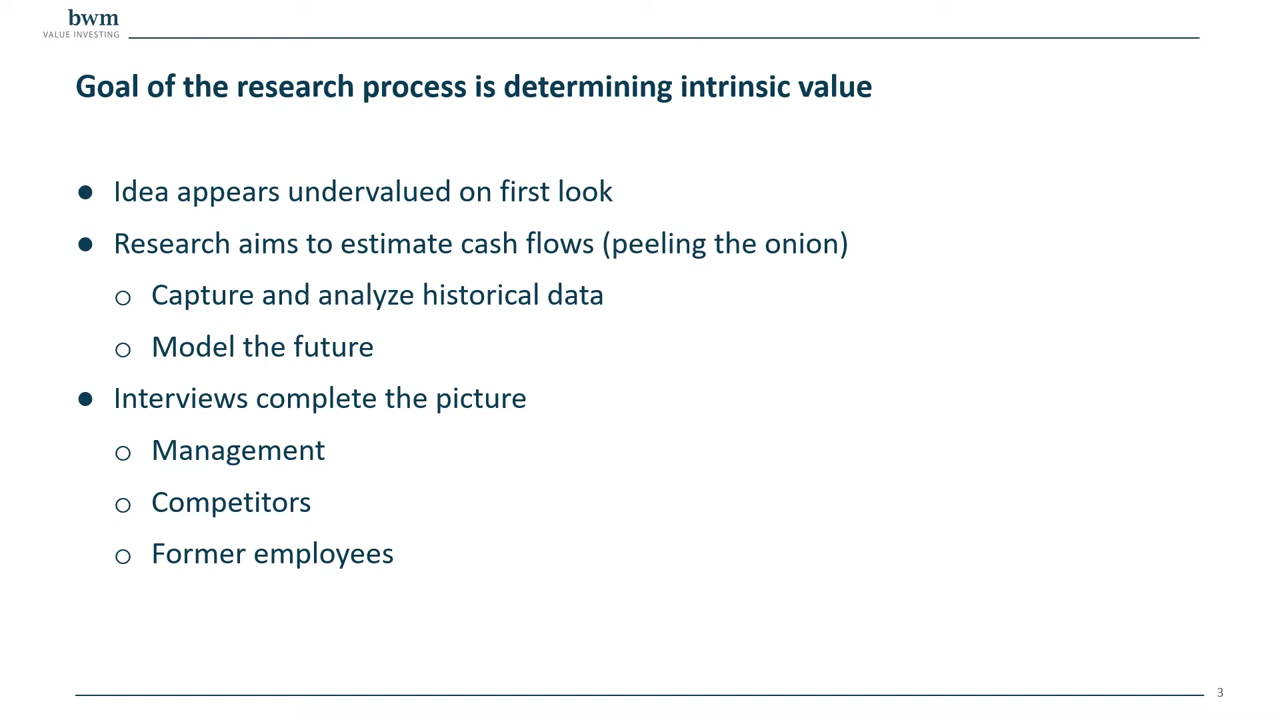 bwm
VALUE INVESTING
Goal of the research process is determining intrinsic value
● Idea appears undervalued on first look
● Research aims to estimate cash flows (peeling the onion)
○ Capture and analyze historical data
○ Model the future
● Interviews complete the picture
○ Management
○ Competitors
○ Former employees
3